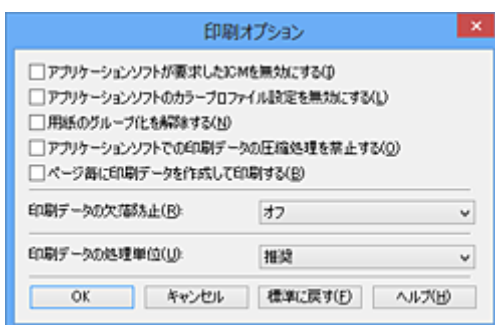 印刷オプション
アプリケーションソフトが要求したICMを無効にする(I)
アプリケーションソフトのカラープロファイル設定を無効にする(L)
用紙のグループ化を解除する(N)
アプリケーションソフトでの印刷データの圧縮処理を禁止する(O)
ページ毎に印刷データを作成して印刷する(B)
印刷データの欠落防止(R): オフ
印刷データの処理単位(U): 推奨
OK キャンセル 標準に戻す(F) ヘルプ(H)